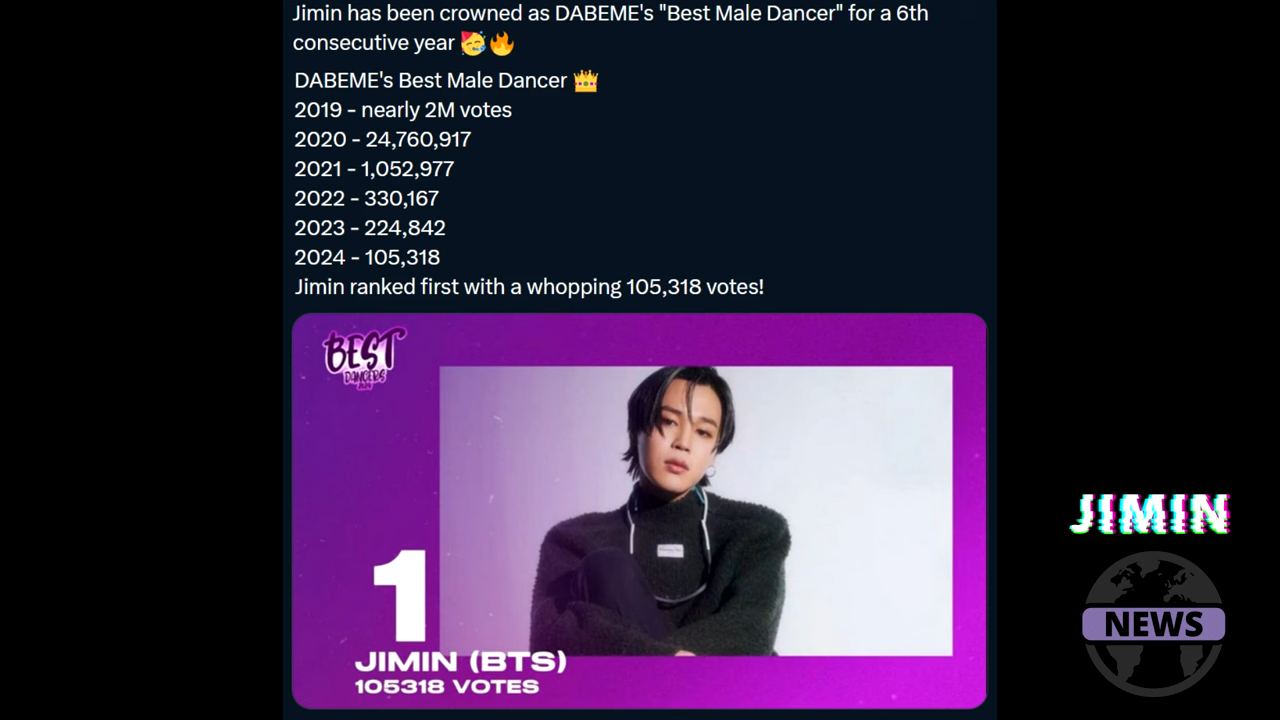 Jimin has been crowned as DABEME's "Best Male Dancer" for a 6th
consecutive year 🥳🔥
DABEME's Best Male Dancer 👑
2019 - nearly 2M votes
2020 - 24,760,917
2021 - 1,052,977
2022 - 330,167
2023 - 224,842
2024 - 105,318
Jimin ranked first with a whopping 105,318 votes!
BEST
DANCERS
2024
1
JIMIN (BTS)
105318 VOTES
JIMIN
NEWS